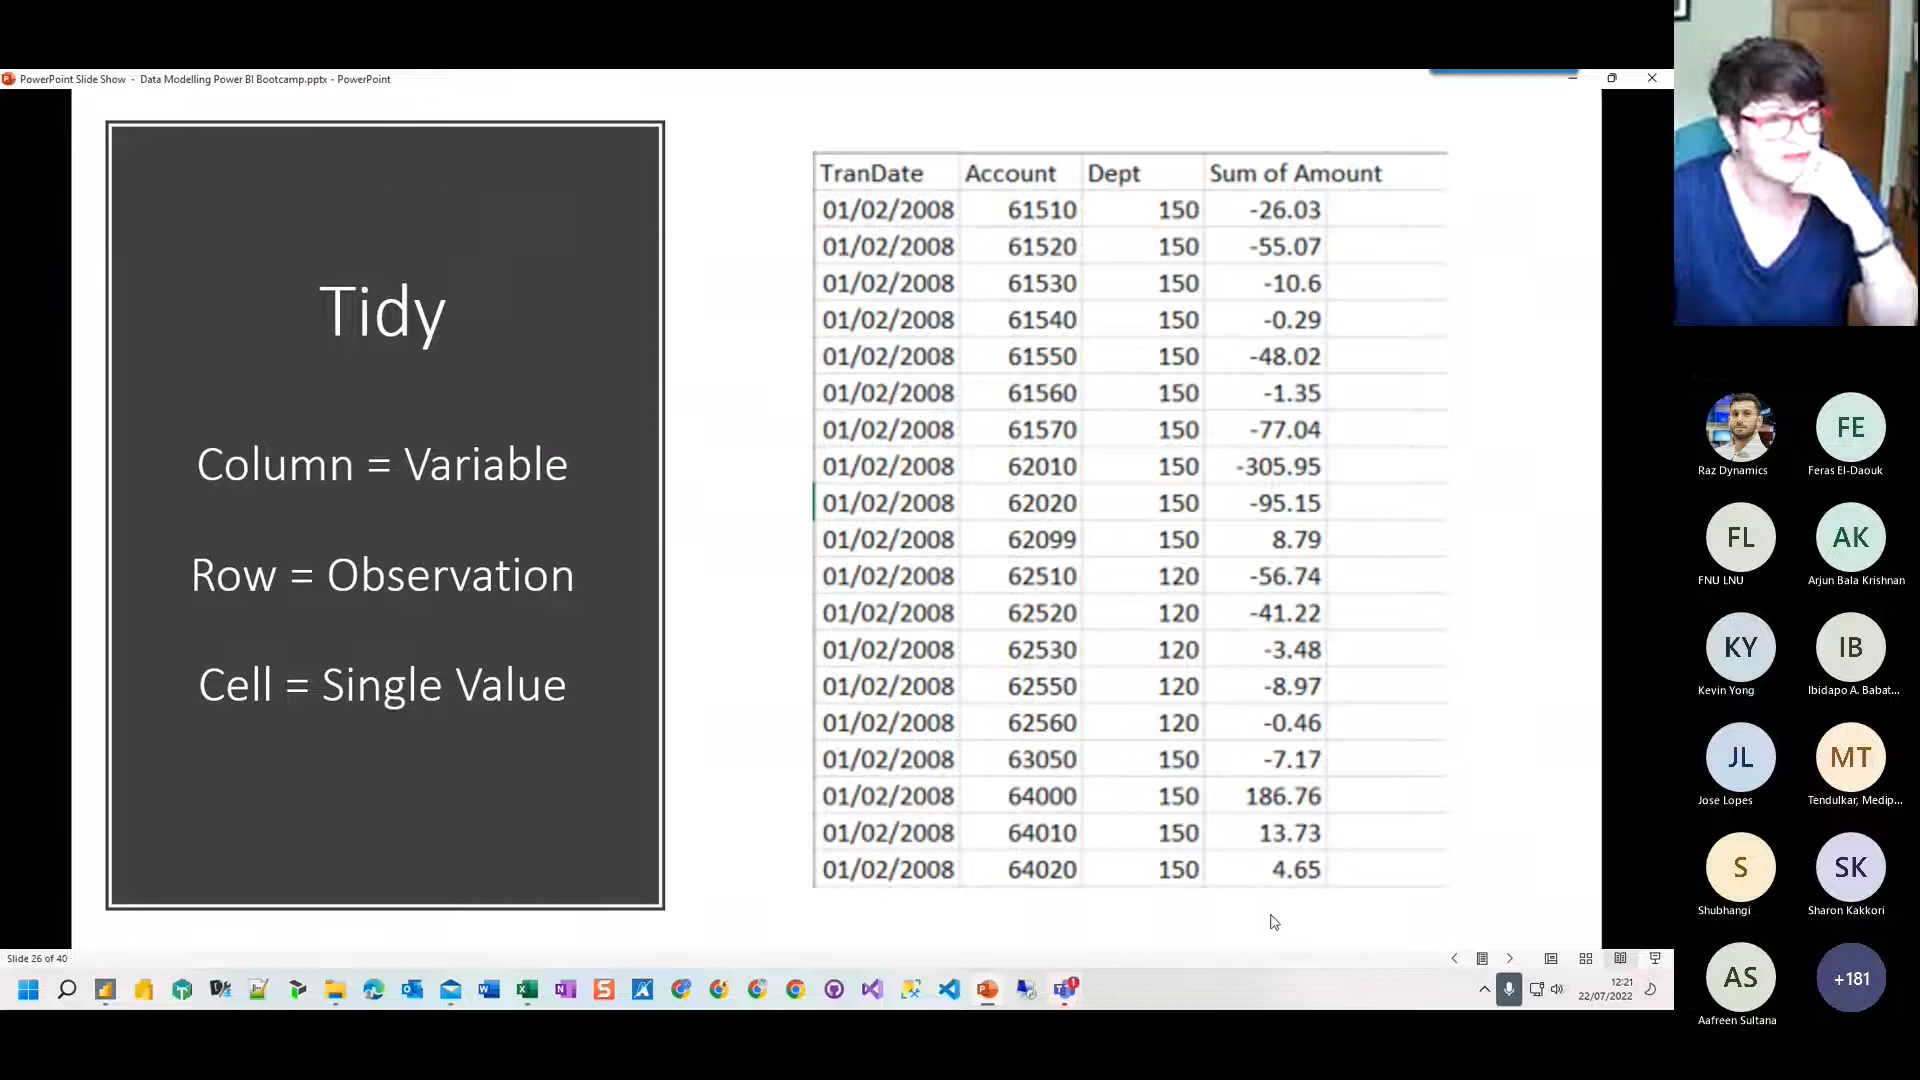 PowerPoint Slide Show - Data Modelling Power BI Bootcamp.pptx - PowerPoint
Tidy
Column = Variable
Row = Observation
Cell = Single Value
TranDate Account Dept Sum of Amount
01/02/2008 61510 150 -26.03
01/02/2008 61520 150 -55.07
01/02/2008 61530 150 -10.6
01/02/2008 61540 150 -0.29
01/02/2008 61550 150 -48.02
01/02/2008 61560 150 -1.35
01/02/2008 61570 150 -77.04
01/02/2008 62010 150 -305.95
01/02/2008 62020 150 -95.15
01/02/2008 62099 150 8.79
01/02/2008 62510 120 -56.74
01/02/2008 62520 120 -41.22
01/02/2008 62530 120 -3.48
01/02/2008 62550 120 -8.97
01/02/2008 62560 120 -0.46
01/02/2008 63050 150 -7.17
01/02/2008 64000 150 186.76
01/02/2008 64010 150 13.73
01/02/2008 64020 150 4.65
Slide 26 of 40
12:21
22/07/2022
FE
Raz Dynamics Feras El-Daouk
FL AK
FNU LNU Arjun Bala Krishnan
KY IB
Kevin Yong Ibidapo A. Babat...
JL MT
Jose Lopes Tendulkar, Medip...
S SK
Shubhangi Sharon Kakkori
AS +181
Aafreen Sultana